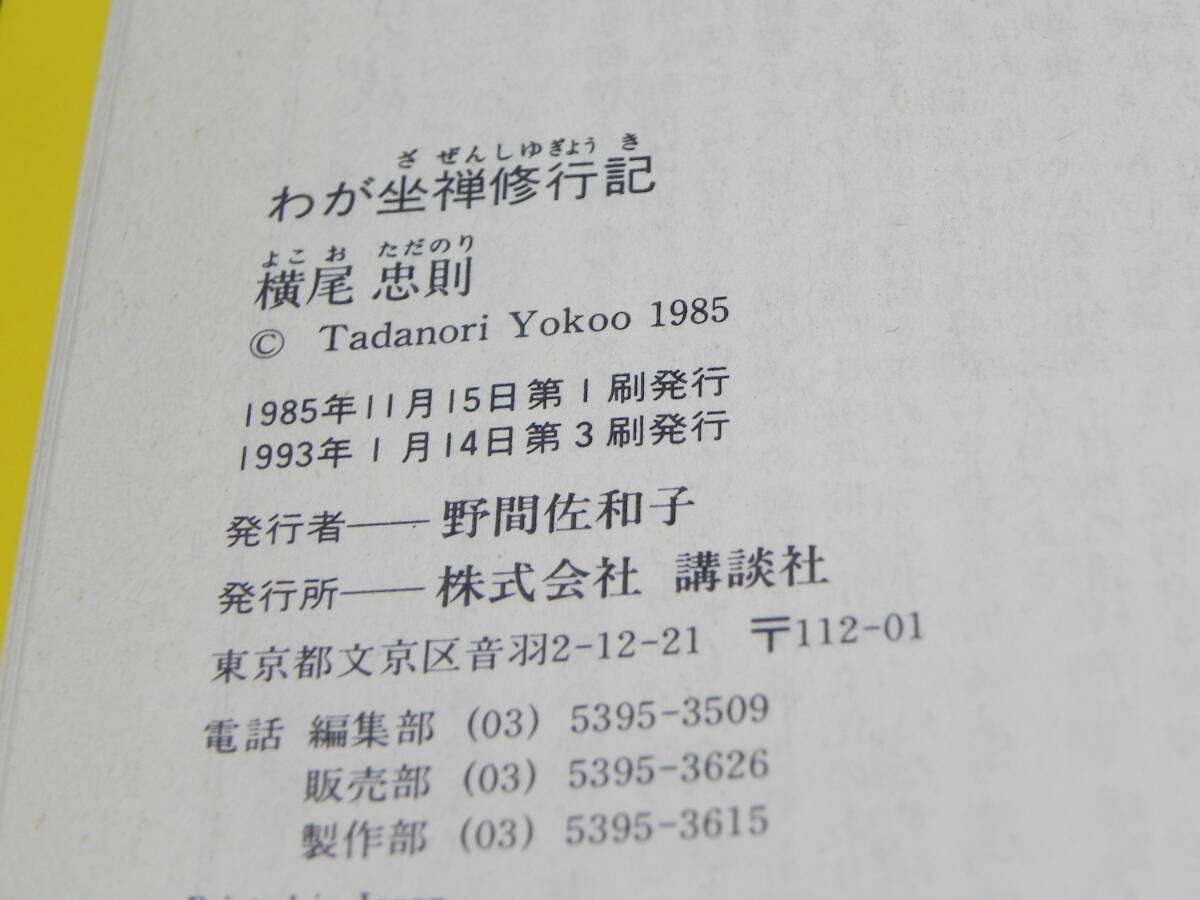 ざ ぜんしゆぎよう き
わが坐禅修行記
よこ お ただのり
横尾 忠則
© Tadanori Yokoo 1985
1985年11月15日第1刷発行
1993年1月14日第3刷発行
発行者——野間佐和子
発行所——株式会社 講談社
東京都文京区音羽2-12-21 〒112-01
電話 編集部 (03) 5395-3509
販売部 (03) 5395-3626
製作部 (03) 5395-3615